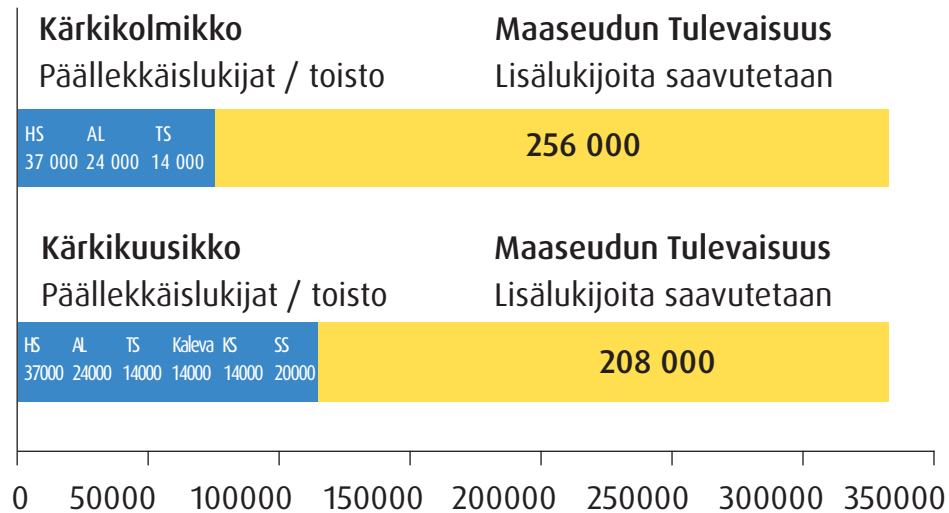 Kärkikolmikko
Päällekkäislukijat / toisto
Maaseudun Tulevaisuus
Lisälukijoita saavutetaan
HS AL TS
37 000 24 000 14 000
256 000
Kärkikuusikko
Päällekkäislukijat / toisto
Maaseudun Tulevaisuus
Lisälukijoita saavutetaan
HS AL TS Kaleva KS SS
37000 24000 14000 14000 14000 20000
208 000
0 50000 100000 150000 200000 250000 300000 350000